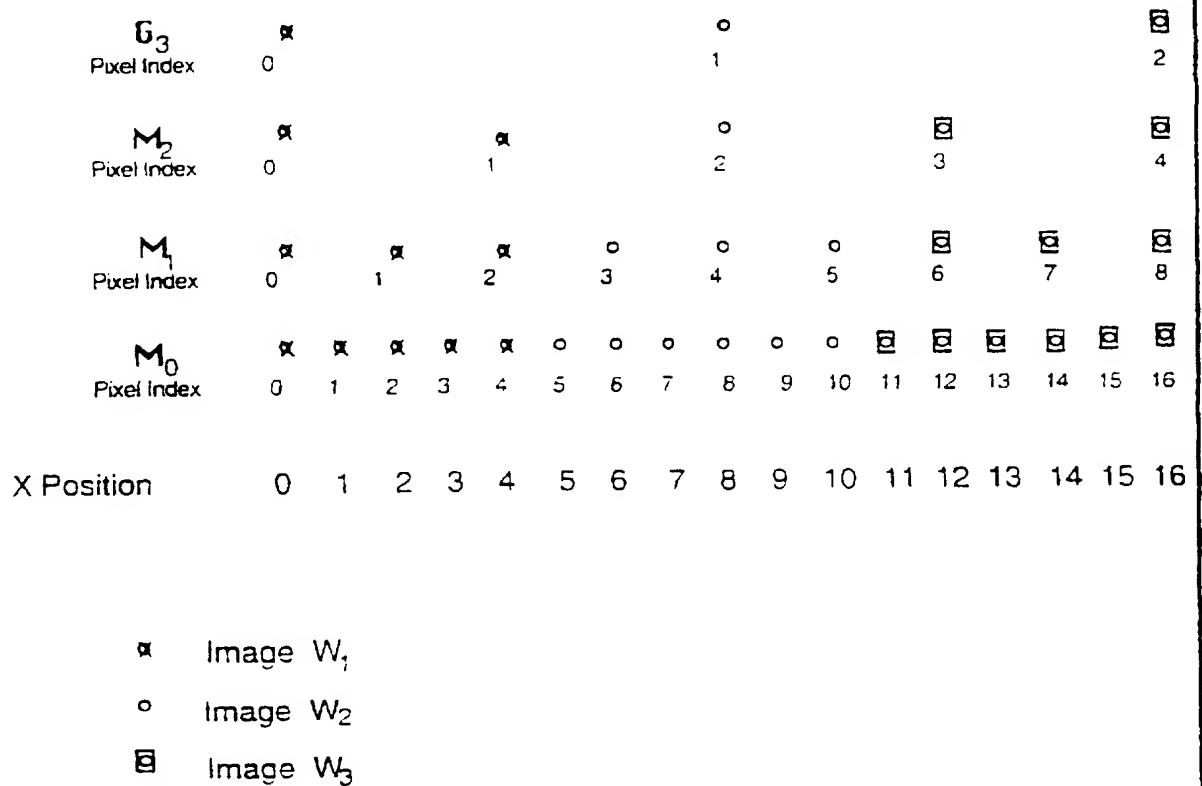 G3
Pixel Index 0 1 2
M2
Pixel Index 0 1 2 3 4
M1
Pixel Index 0 1 2 3 4 5 6 7 8
M0
Pixel Index 0 1 2 3 4 5 6 7 8 9 10 11 12 13 14 15 16
X Position 0 1 2 3 4 5 6 7 8 9 10 11 12 13 14 15 16
Image W1
Image W2
Image W3